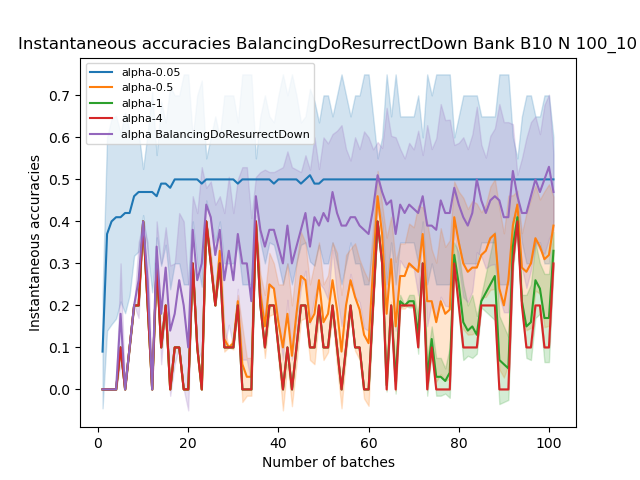 Instantaneous accuracies BalancingDoResurrectDown Bank B10 N 100_10
alpha-0.05
alpha-0.5
alpha-1
alpha-4
alpha BalancingDoResurrectDown
Instantaneous accuracies
0.7
0.6
0.5
0.4
0.3
0.2
0.1
0.0
0 20 40 60 80 100
Number of batches